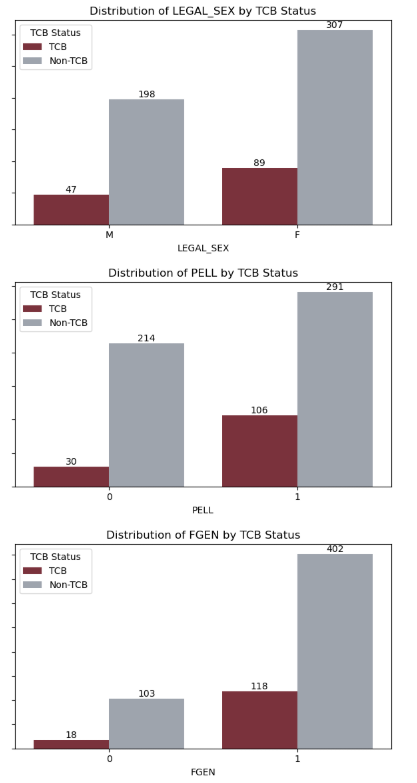 Distribution of LEGAL_SEX by TCB Status
TCB Status
TCB
Non-TCB
307
198
89
47
M F
LEGAL_SEX
Distribution of PELL by TCB Status
TCB Status
TCB
Non-TCB
291
214
106
30
0 1
PELL
Distribution of FGEN by TCB Status
TCB Status
TCB
Non-TCB
402
103
118
18
0 1
FGEN